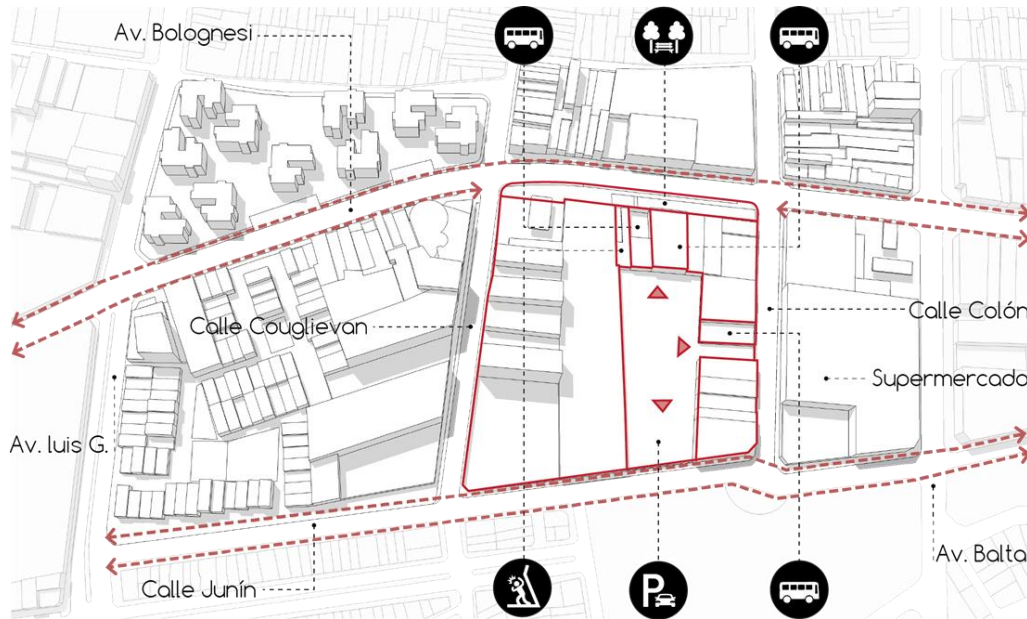 Av. Bolognesi
Calle Couglievan
Calle Colón
Supermercado
Av. luis G.
Av. Balta
Calle Junín
P